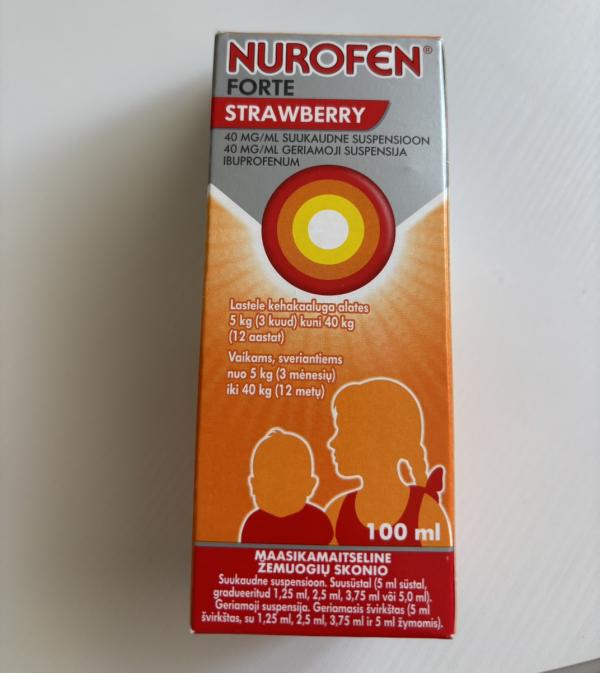 NUROFEN®
FORTE
STRAWBERRY
40 MG/ML SUUKAUDNE SUSPENSIOON
40 MG/ML GERIAMOJI SUSPENSIJA
IBUPROFENUM
Lastele kehakaaluga alates
5 kg (3 kuud) kuni 40 kg
(12 aastat)
Vaikams, sveriantiems
nuo 5 kg (3 mėnesių)
iki 40 kg (12 metų)
100 ml
MAASIKAMAITSELINE
ŽEMUOGIŲ SKONIO
Suukaudne suspensioon. Suusüstal (5 ml süstal,
gradueeritud 1,25 ml, 2,5 ml, 3,75 ml või 5,0 ml).
Geriamoji suspensija. Geriamasis švirkštas (5 ml
švirkštas, su 1,25 ml, 2,5 ml, 3,75 ml ir 5 ml žymomis).